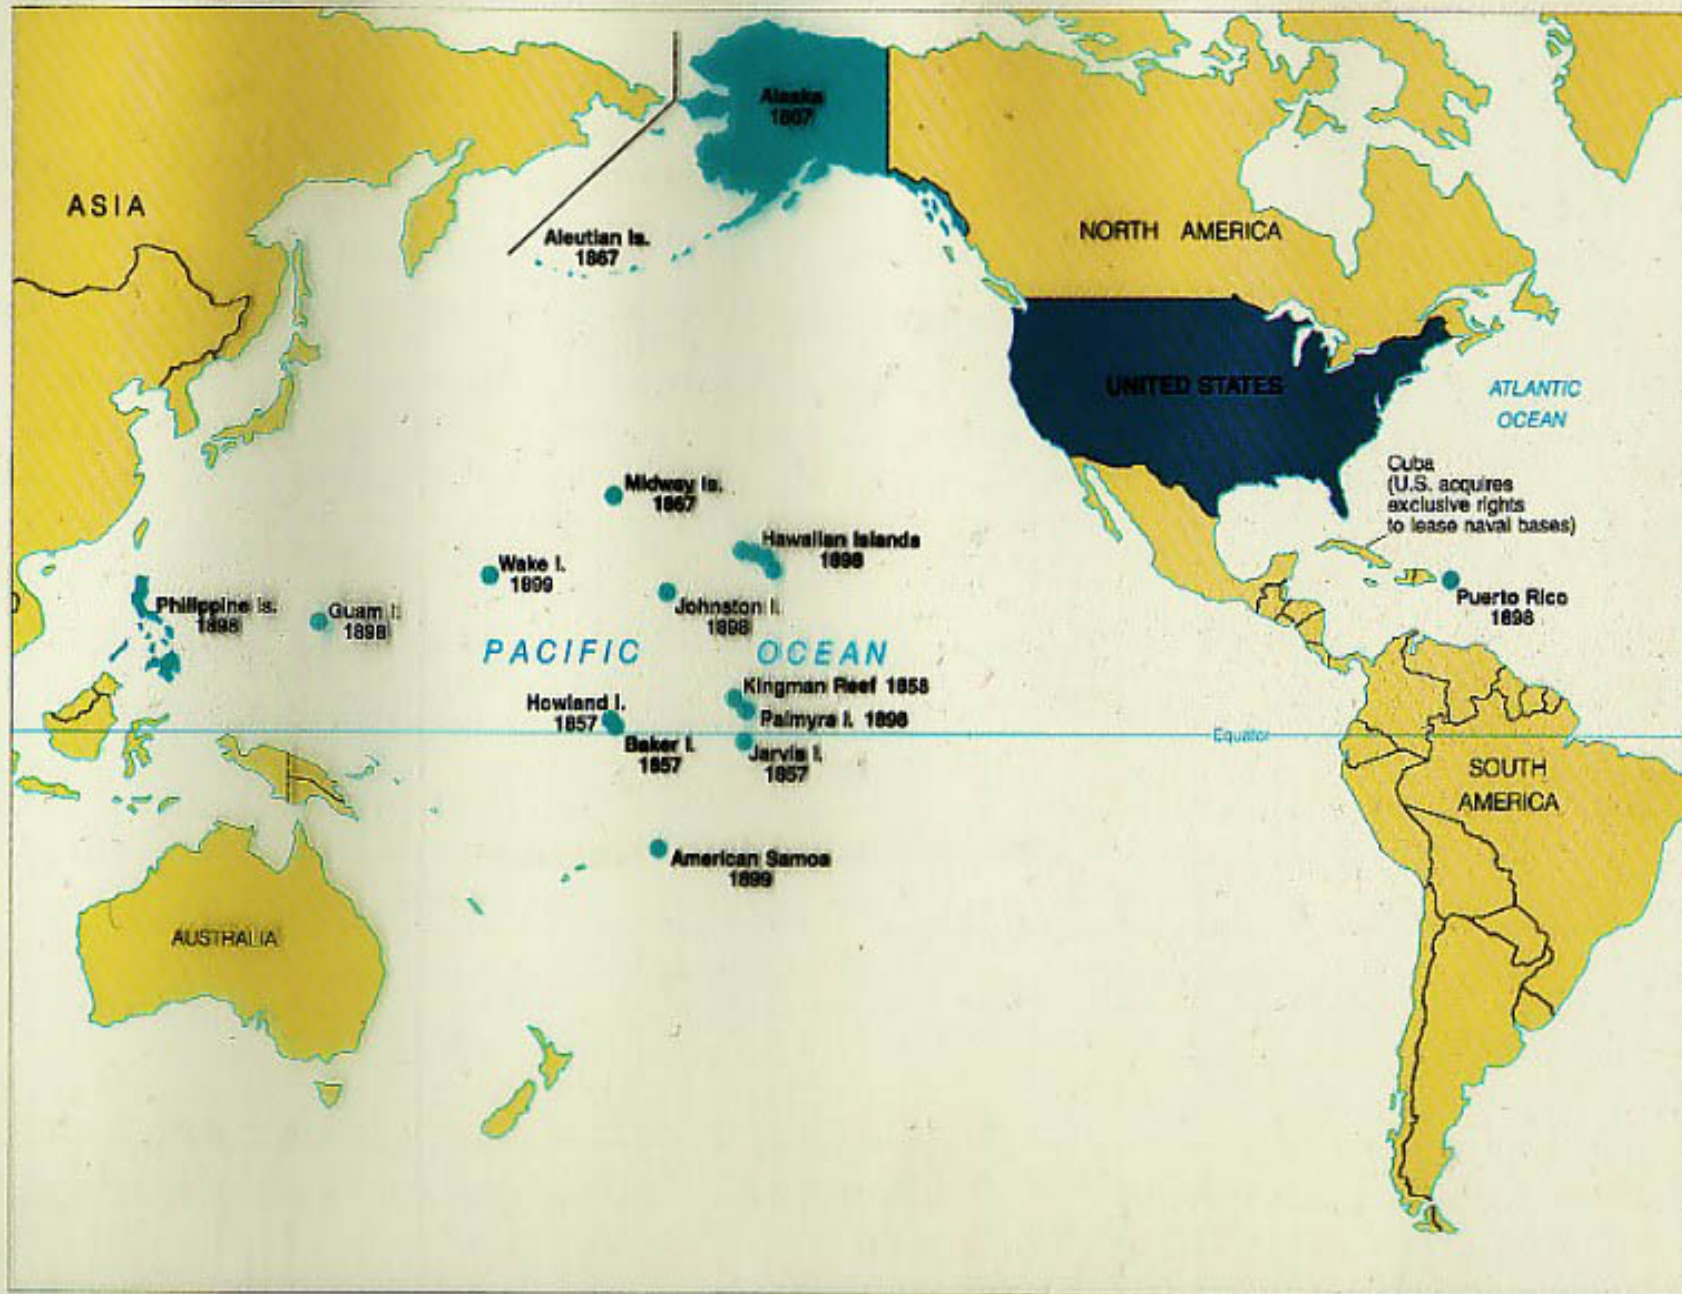 Alaska
1867
ASIA
NORTH AMERICA
Aleutian Is.
1867
UNITED STATES
ATLANTIC
OCEAN
Cuba
(U.S. acquires
exclusive rights
to lease naval bases)
Midway Is.
1867
Hawaiian Islands
1898
Wake I.
1899
Johnston I.
1898
Philippine Is.
1898
Guam I.
1898
Puerto Rico
1898
PACIFIC OCEAN
Kingman Reef 1858
Howland I.
1857
Palmyra I. 1898
Equator
Baker I.
1857
Jarvis I.
1857
SOUTH
AMERICA
American Samoa
1899
AUSTRALIA